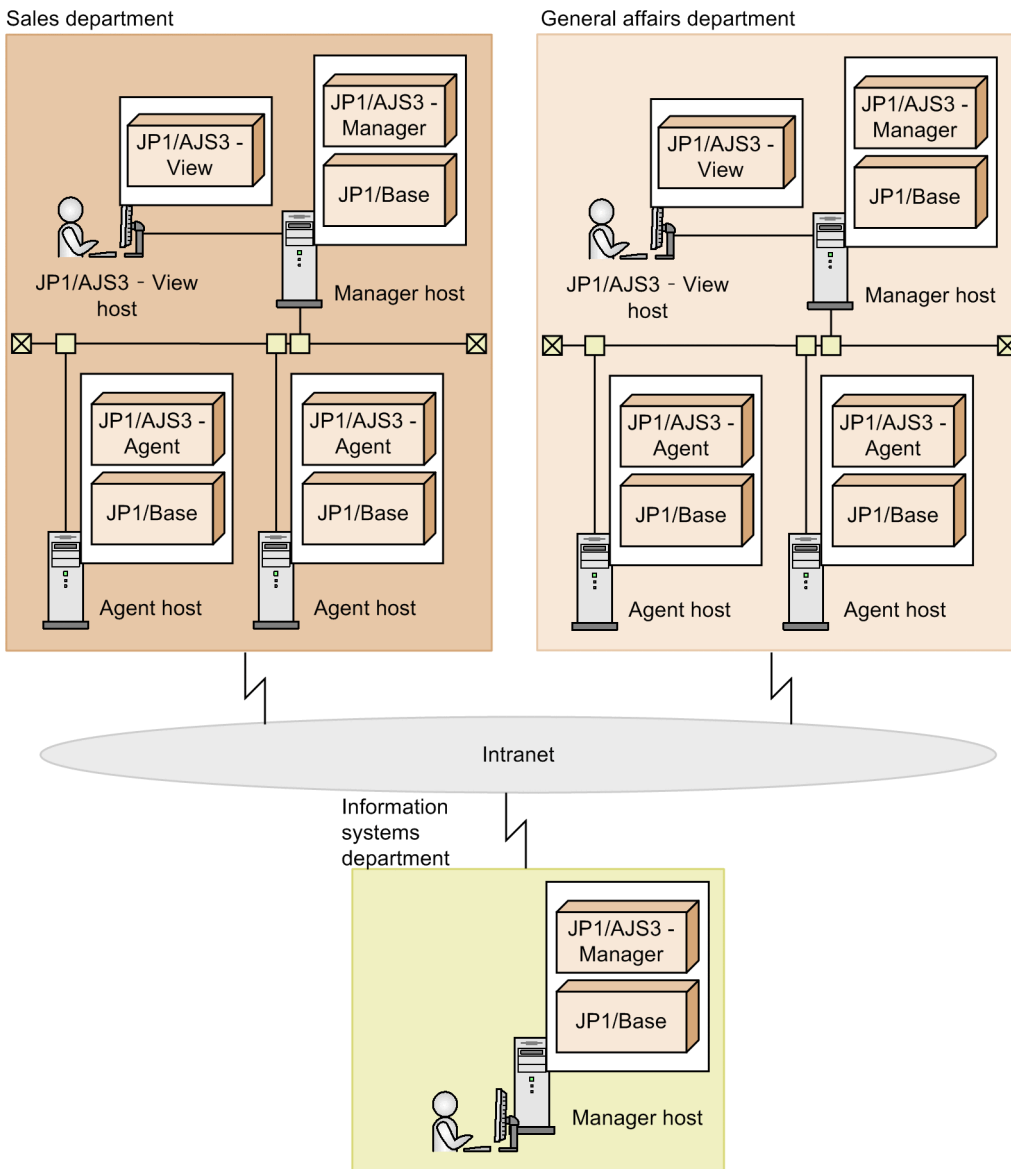 Sales department
JP1/AJS3 -
View
JP1/AJS3 -
Manager
JP1/Base
JP1/AJS3 - View
host
Manager host
JP1/AJS3 -
Agent
JP1/Base
Agent host
JP1/AJS3 -
Agent
JP1/Base
Agent host
General affairs department
JP1/AJS3 -
View
JP1/AJS3 -
Manager
JP1/Base
JP1/AJS3 - View
host
Manager host
JP1/AJS3 -
Agent
JP1/Base
Agent host
JP1/AJS3 -
Agent
JP1/Base
Agent host
Intranet
Information
systems
department
JP1/AJS3 -
Manager
JP1/Base
Manager host